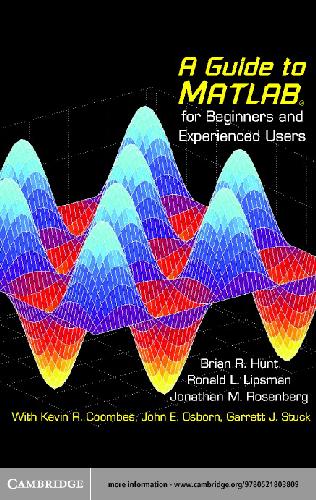 A Guide to
MATLAB®
for Beginners and
Experienced Users
Brian R. Hunt
Ronald L. Lipsman
Jonathan M. Rosenberg
With Kevin R. Coombes, John E. Osborn, Garrett J. Stuck
CAMBRIDGE
more information - www.cambridge.org/9780521803809